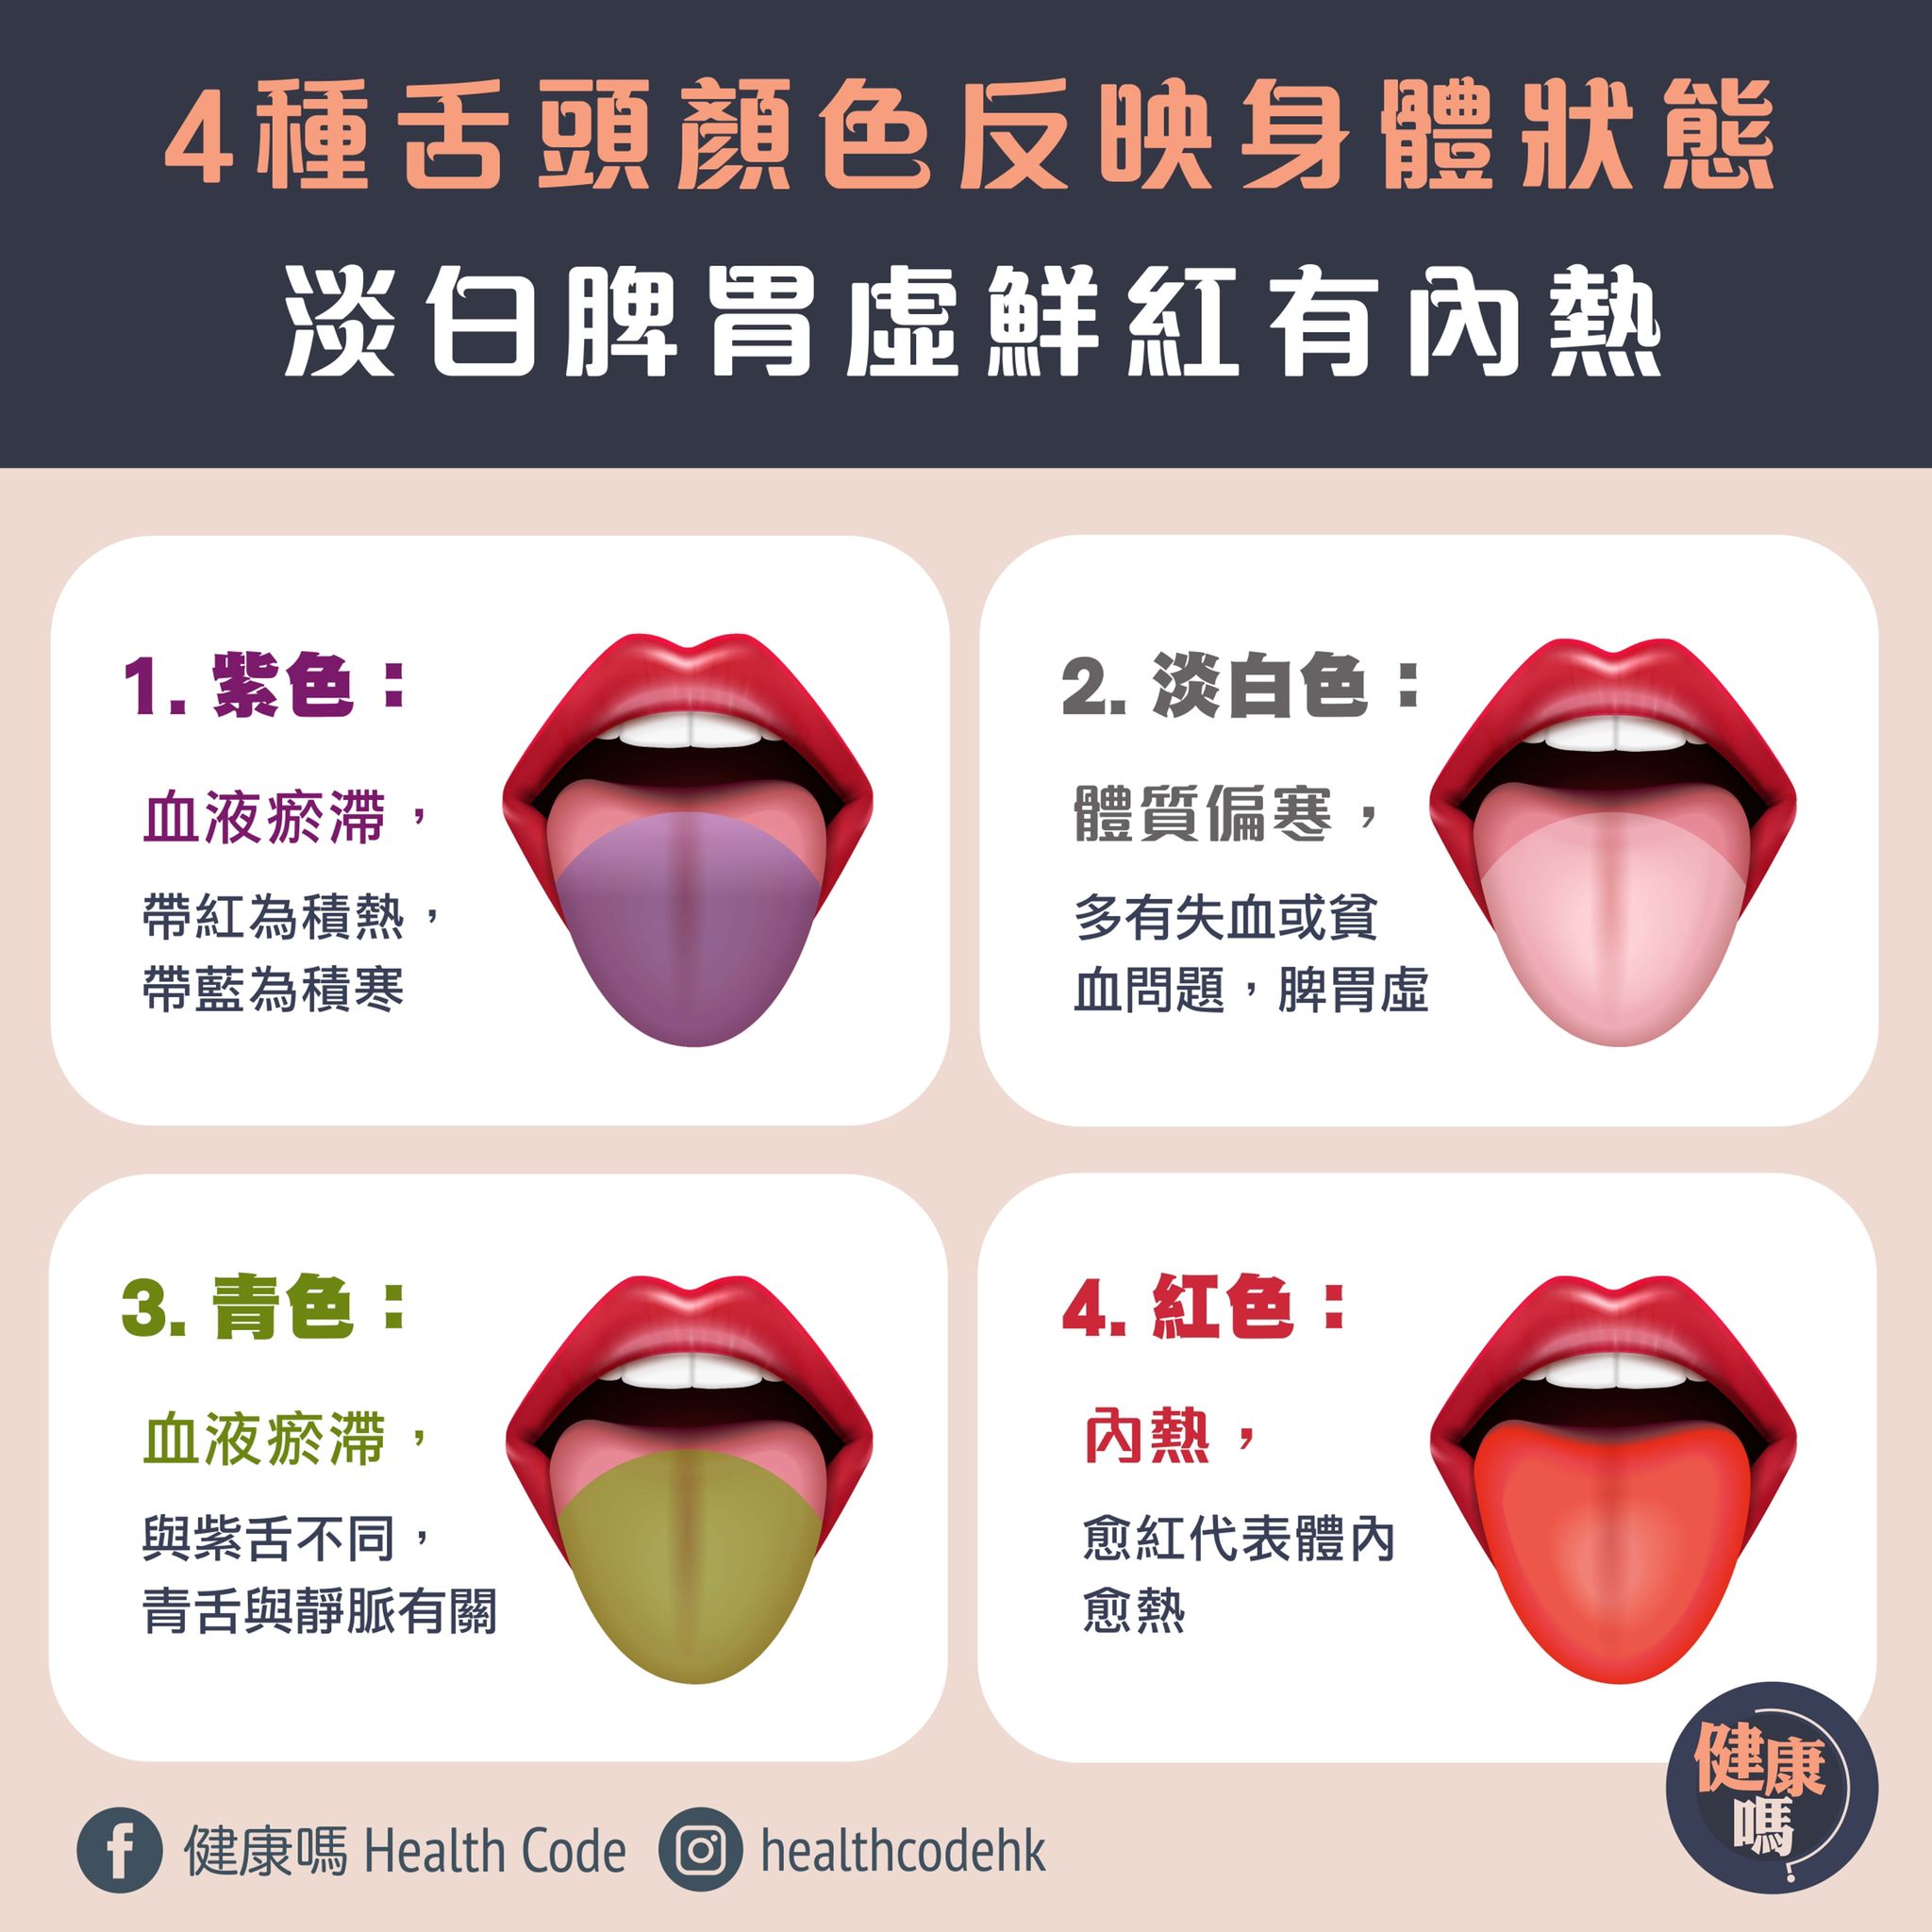 4種舌頭顏色反映身體狀態
淡白脾胃虛鮮紅有內熱
1. 紫色：
血液瘀滯，
帶紅為積熱，
帶藍為積寒
2. 淡白色：
體質偏寒，
多有失血或貧
血問題，脾胃虛
3. 青色：
血液瘀滯，
與紫舌不同，
青舌與靜脈有關
4. 紅色：
內熱，
愈紅代表體內
愈熱
健康嗎 Health Code
healthcodehk
健康
嗎